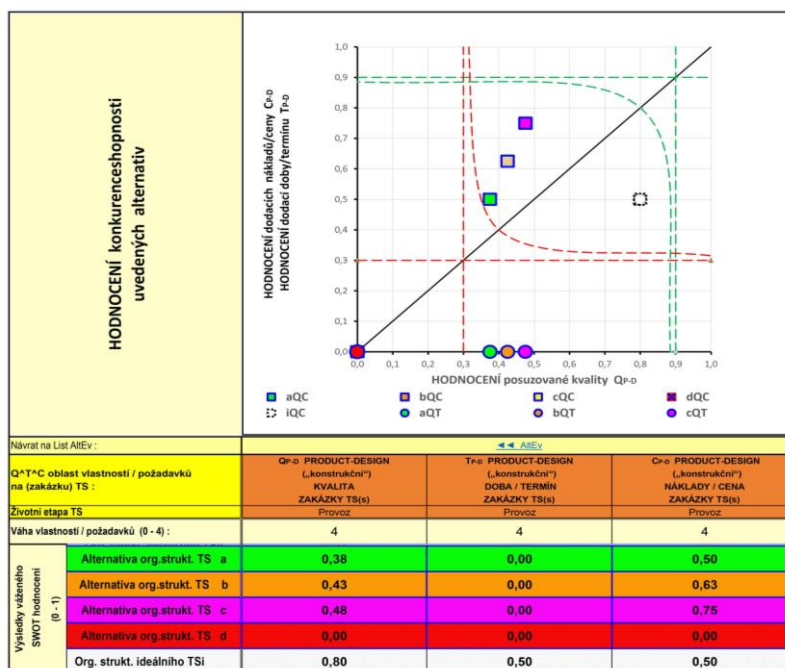 HODNOCENÍ konkurenceshopnosti
uvedených alternativ
HODNOCENÍ dodacích nákladů/ceny CP-D
HODNOCENÍ dodací doby/termínu TP-D
1,0
0,9
0,8
0,7
0,6
0,5
0,4
0,3
0,2
0,1
0,0
0,0 0,1 0,2 0,3 0,4 0,5 0,6 0,7 0,8 0,9 1,0
HODNOCENÍ posuzované kvality QP-D
aQC bQC cQC dQC
iQC aQT bQT cQT
Návrat na List AltEv :
◄◄ AltEv
Q^T^C oblast vlastností / požadavků
na (zakázku) TS :
QP-D PRODUCT-DESIGN
(„konstrukční“)
KVALITA
ZAKÁZKY TS(s)
TP-D PRODUCT-DESIGN
(„konstrukční“)
DOBA / TERMÍN
ZAKÁZKY TS(s)
CP-D PRODUCT-DESIGN
(„konstrukční“)
NÁKLADY / CENA
ZAKÁZKY TS(s)
Životní etapa TS Provoz Provoz Provoz
Váha vlastností / požadavků (0 - 4) : 4 4 4
Výsledky váženého
SWOT hodnocení
(0 - 1)
Alternativa org.strukt. TS a 0,38 0,00 0,50
Alternativa org.strukt. TS b 0,43 0,00 0,63
Alternativa org.strukt. TS c 0,48 0,00 0,75
Alternativa org.strukt. TS d 0,00 0,00 0,00
Org. strukt. ideálního TSi 0,80 0,50 0,50